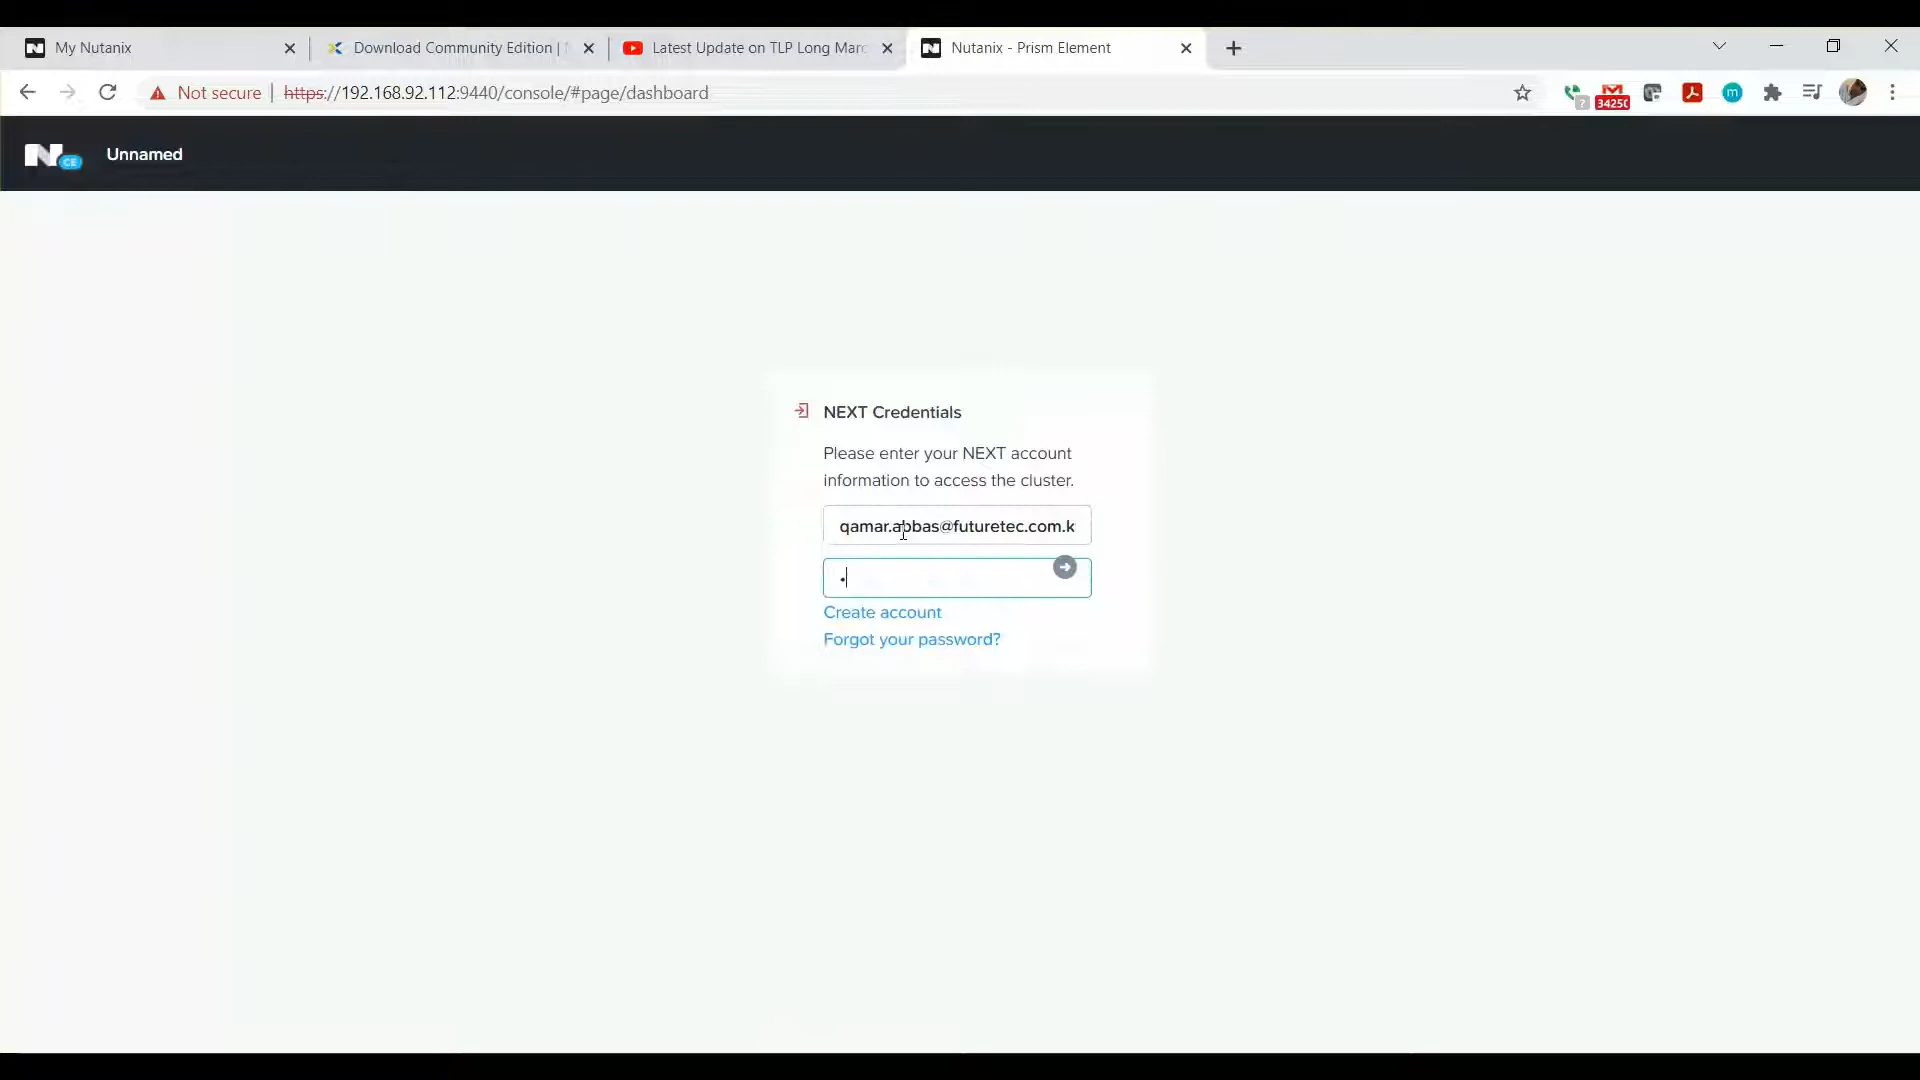 My Nutanix
Download Community Edition |
Latest Update on TLP Long Marc
Nutanix - Prism Element
Not secure | https://192.168.92.112:9440/console/#page/dashboard
?
3425
m
N CE Unnamed
NEXT Credentials
Please enter your NEXT account
information to access the cluster.
qamar.abbas@futuretec.com.k
Create account
Forgot your password?